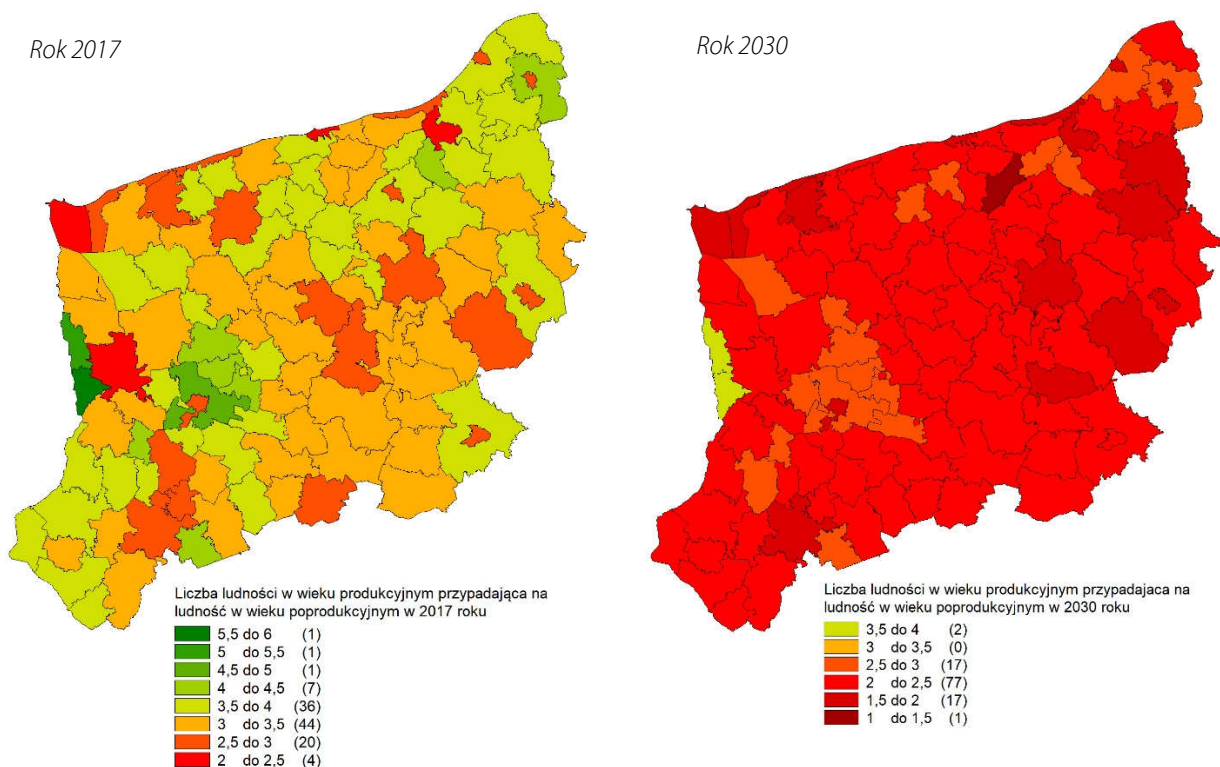 Rok 2017
Rok 2030
Liczba ludności w wieku produkcyjnym przypadająca na
ludność w wieku poprodukcyjnym w 2017 roku
5,5 do 6 (1)
5 do 5,5 (1)
4,5 do 5 (1)
4 do 4,5 (7)
3,5 do 4 (36)
3 do 3,5 (44)
2,5 do 3 (20)
2 do 2,5 (4)
Liczba ludności w wieku produkcyjnym przypadajaca na
ludność w wieku poprodukcyjnym w 2030 roku
3,5 do 4 (2)
3 do 3,5 (0)
2,5 do 3 (17)
2 do 2,5 (77)
1,5 do 2 (17)
1 do 1,5 (1)